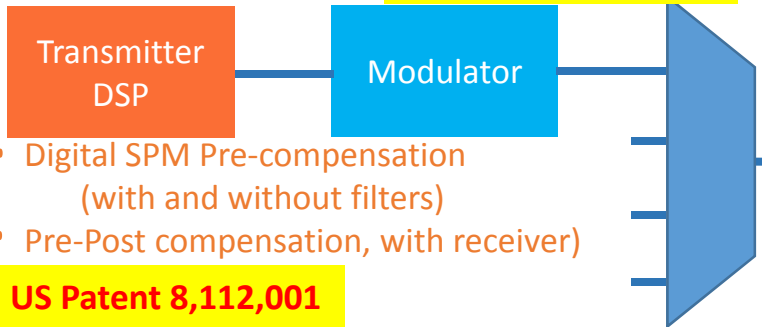 Transmitter
DSP
Modulator
• Digital SPM Pre-compensation
(with and without filters)
• Pre-Post compensation, with receiver)
US Patent 8,112,001